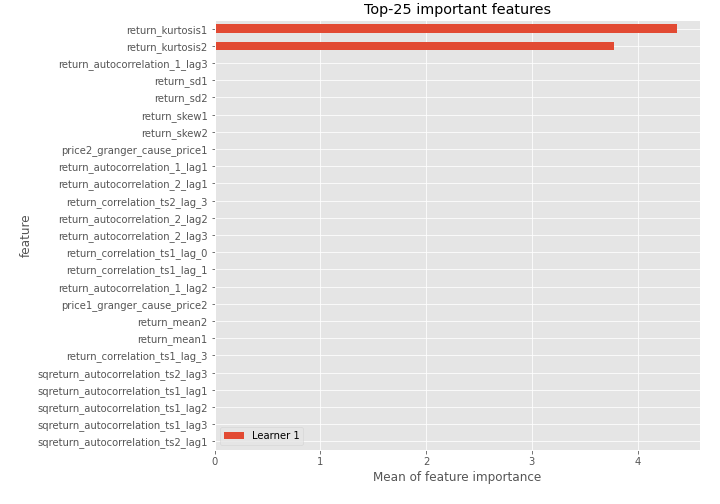 Top-25 important features
return_kurtosis1
return_kurtosis2
return_autocorrelation_1_lag3
return_sd1
return_sd2
return_skew1
return_skew2
price2_granger_cause_price1
return_autocorrelation_1_lag1
return_autocorrelation_2_lag1
return_correlation_ts2_lag_3
return_autocorrelation_2_lag2
return_autocorrelation_2_lag3
return_correlation_ts1_lag_0
return_correlation_ts1_lag_1
return_autocorrelation_1_lag2
price1_granger_cause_price2
return_mean2
return_mean1
return_correlation_ts1_lag_3
sqreturn_autocorrelation_ts2_lag3
sqreturn_autocorrelation_ts1_lag1
sqreturn_autocorrelation_ts1_lag2
sqreturn_autocorrelation_ts1_lag3
sqreturn_autocorrelation_ts2_lag1
feature
Learner 1
0 1 2 3 4
Mean of feature importance